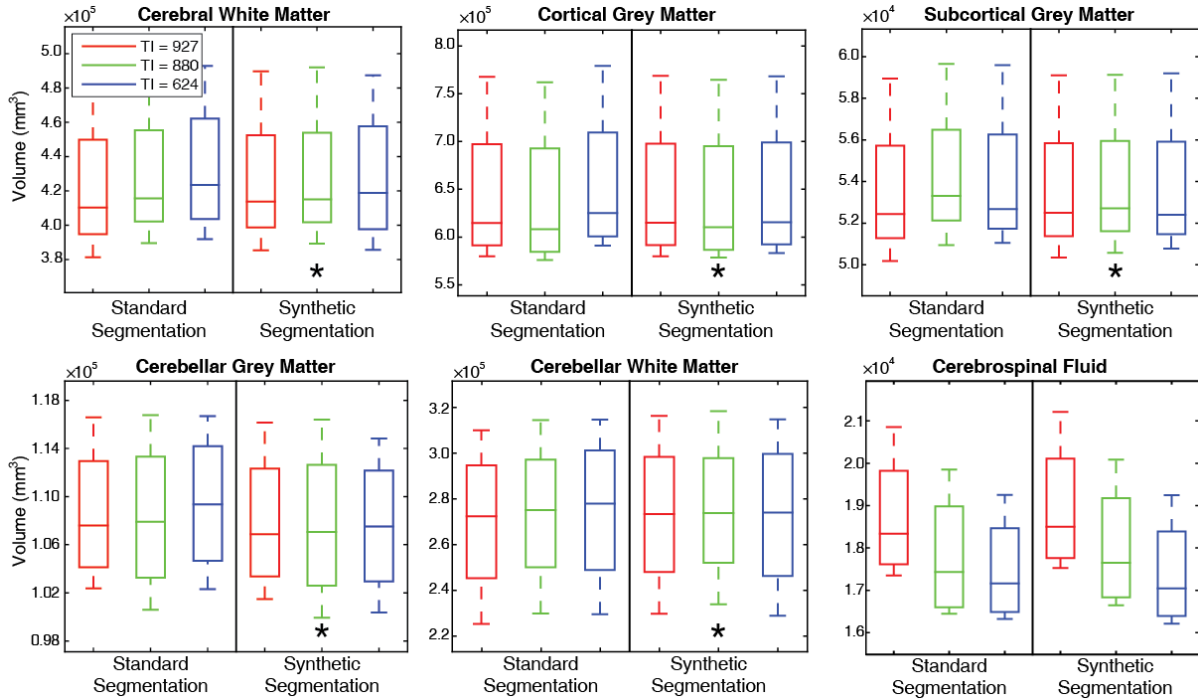 Cerebral White Matter
×10⁵
Volume (mm³)
5.0
4.8
4.6
4.4
4.2
4.0
3.8
TI = 927
TI = 880
TI = 624
*
Standard Segmentation
Synthetic Segmentation
Cortical Grey Matter
×10⁵
8.0
7.5
7.0
6.5
6.0
5.5
*
Standard Segmentation
Synthetic Segmentation
Subcortical Grey Matter
×10⁴
6.0
5.8
5.6
5.4
5.2
5.0
*
Standard Segmentation
Synthetic Segmentation
Cerebellar Grey Matter
×10⁵
Volume (mm³)
1.18
1.14
1.10
1.06
1.02
0.98
*
Standard Segmentation
Synthetic Segmentation
Cerebellar White Matter
×10⁵
3.2
3.0
2.8
2.6
2.4
2.2
*
Standard Segmentation
Synthetic Segmentation
Cerebrospinal Fluid
×10⁴
2.1
2.0
1.9
1.8
1.7
1.6
Standard Segmentation
Synthetic Segmentation